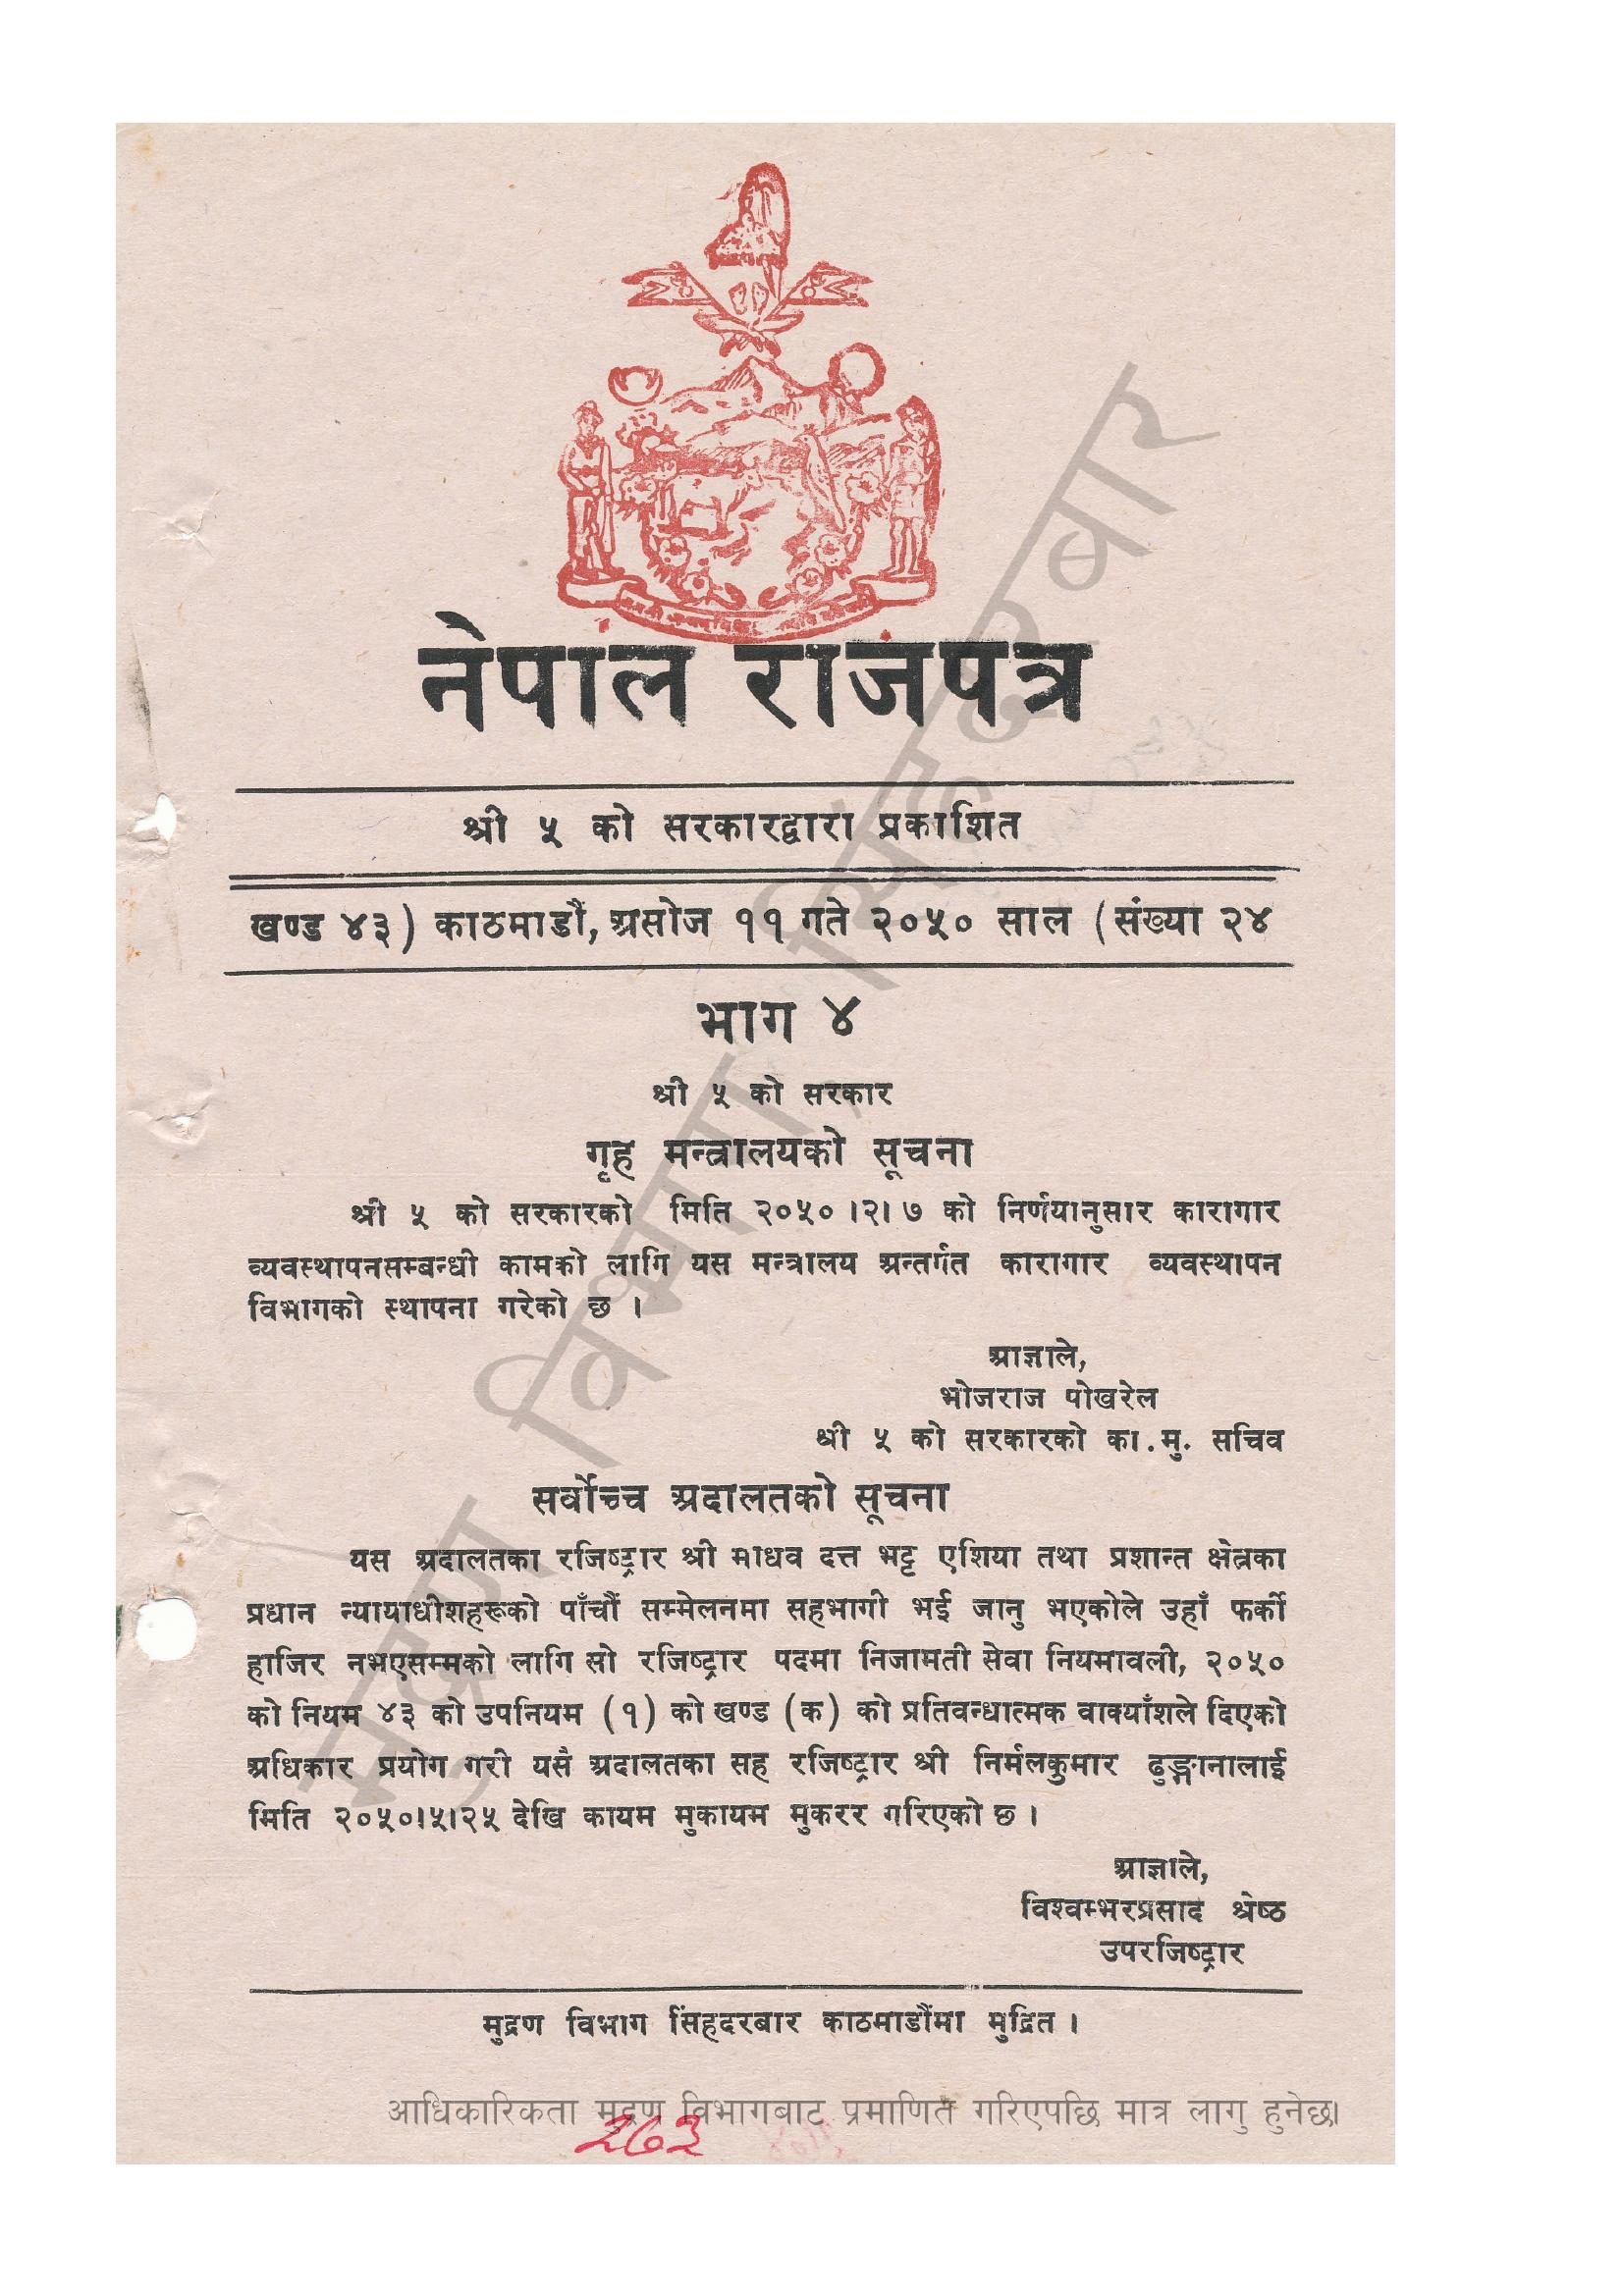 नेपाल राजपत्र
श्री ५ को सरकारद्वारा प्रकाशित
खण्ड ४३) काठमाडौं, असोज ११ गते २०५० साल (संख्या २४
भाग ४
श्री ५ को सरकार
गृह मन्त्रालयको सूचना
श्री ५ को सरकारको मिति २०५० ।२। ७ को निर्णयानुसार कारागार
व्यवस्थापनसम्बन्धी कामको लागि यस मन्त्रालय अन्तर्गत कारागार व्यवस्थापन
विभागको स्थापना गरेको छ ।
आज्ञाले,
भोजराज पोखरेल
श्री ५ को सरकारको का.मु. सचिव
सर्वोच्च अदालतको सूचना
यस अदालतका रजिष्ट्रार श्री माधव दत्त भट्ट एशिया तथा प्रशान्त क्षेत्रका
प्रधान न्यायाधीशहरूको पाँचौं सम्मेलनमा सहभागी भई जानु भएकोले उहाँ फर्की
हाजिर नभएसम्मको लागि सो रजिष्ट्रार पदमा निजामती सेवा नियमावली, २०५०
को नियम ४३ को उपनियम (१) को खण्ड (क) को प्रतिवन्धात्मक वाक्याँशले दिएको
अधिकार प्रयोग गरी यसै अदालतका सह रजिष्ट्रार श्री निर्मलकुमार ढुङ्गानालाई
मिति २०५०।५।२५ देखि कायम मुकायम मुकरर गरिएको छ ।
आज्ञाले,
विश्वम्भरप्रसाद श्रेष्ठ
उपरजिष्ट्रार
मुद्रण विभाग सिंहदरबार काठमाडौंमा मुद्रित ।
मुद्रण विभाग, सिंहदरबार
आधिकारिकता मुद्रण विभागबाट प्रमाणित गरिएपछि मात्र लागु हुनेछ।
२७३